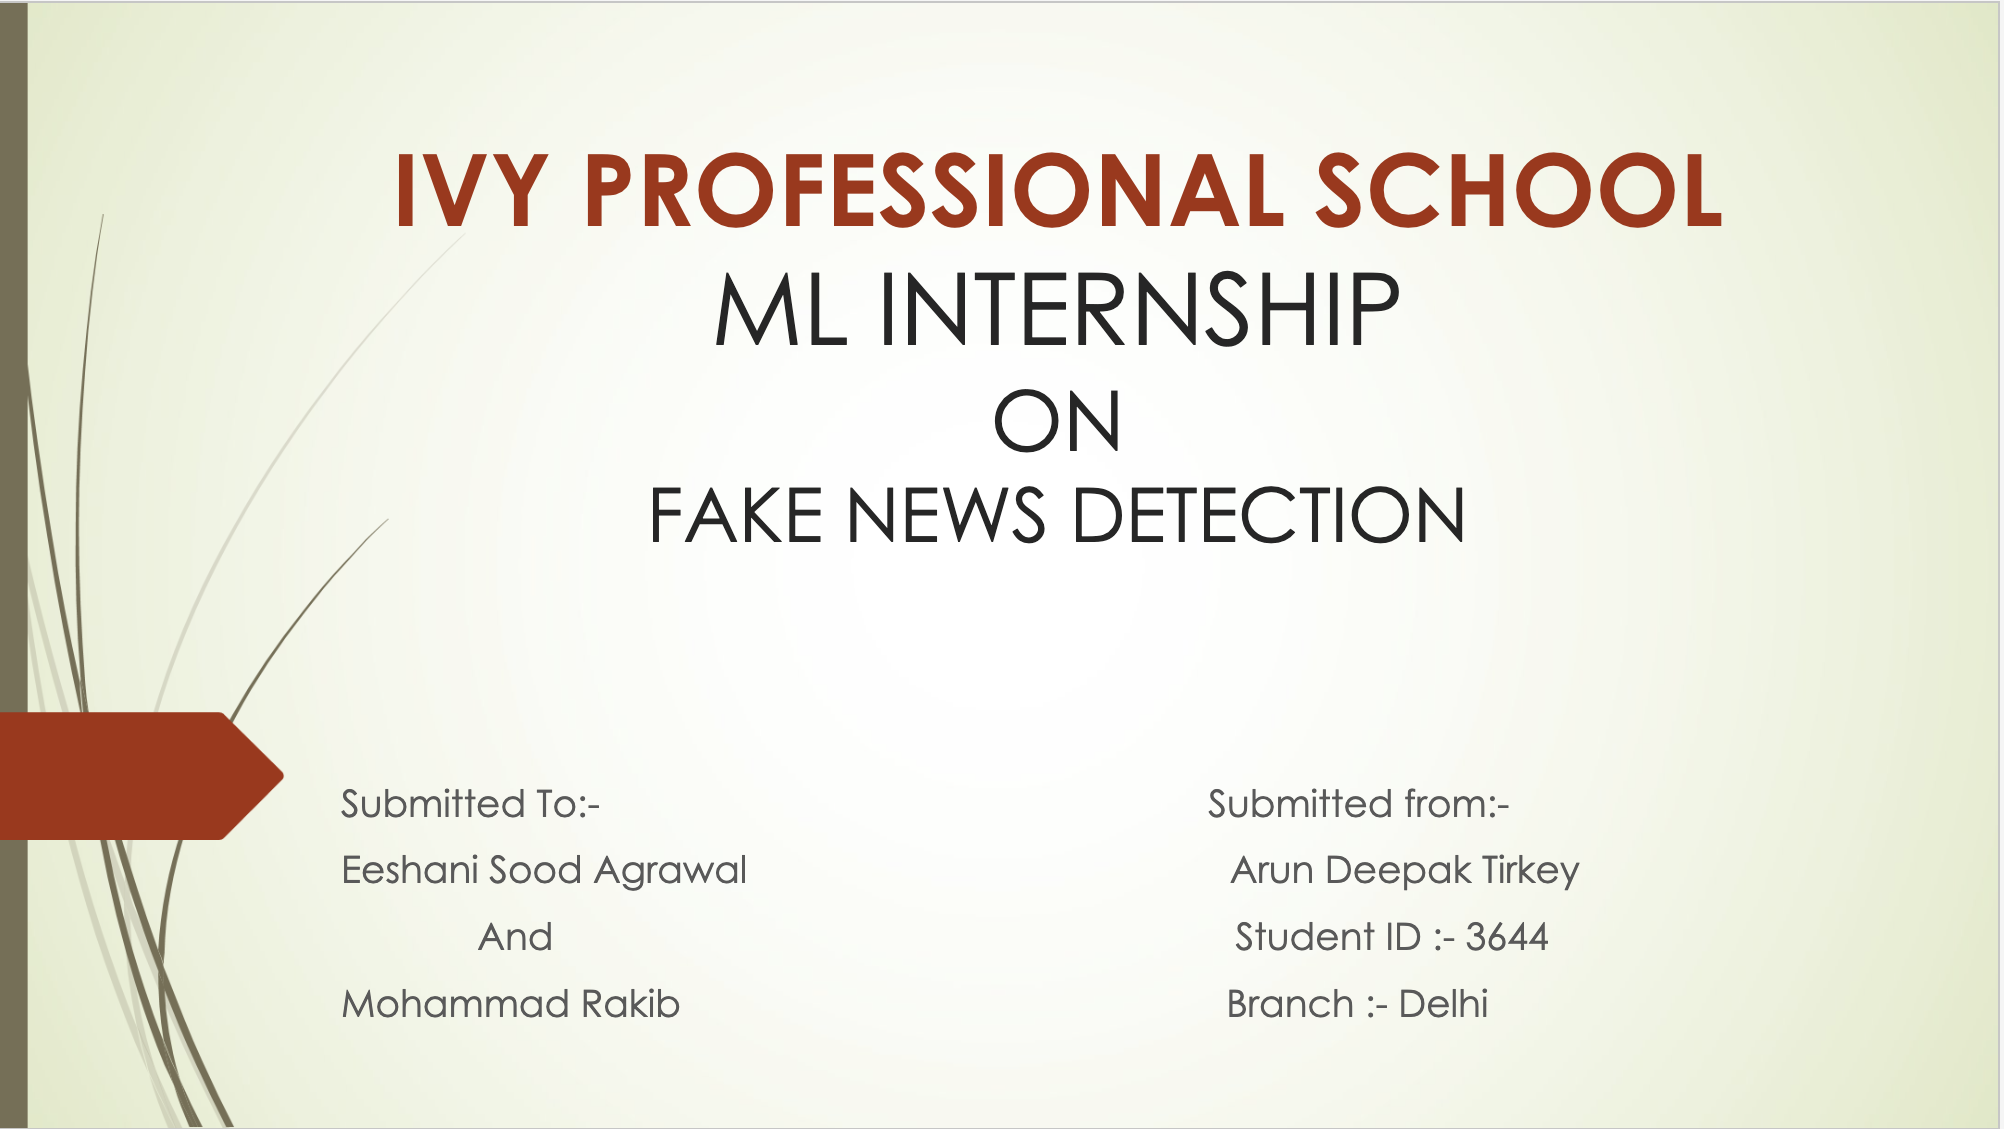 IVY PROFESSIONAL SCHOOL
ML INTERNSHIP
ON
FAKE NEWS DETECTION
Submitted To:-
Eeshani Sood Agrawal
And
Mohammad Rakib
Submitted from:-
Arun Deepak Tirkey
Student ID :- 3644
Branch :- Delhi